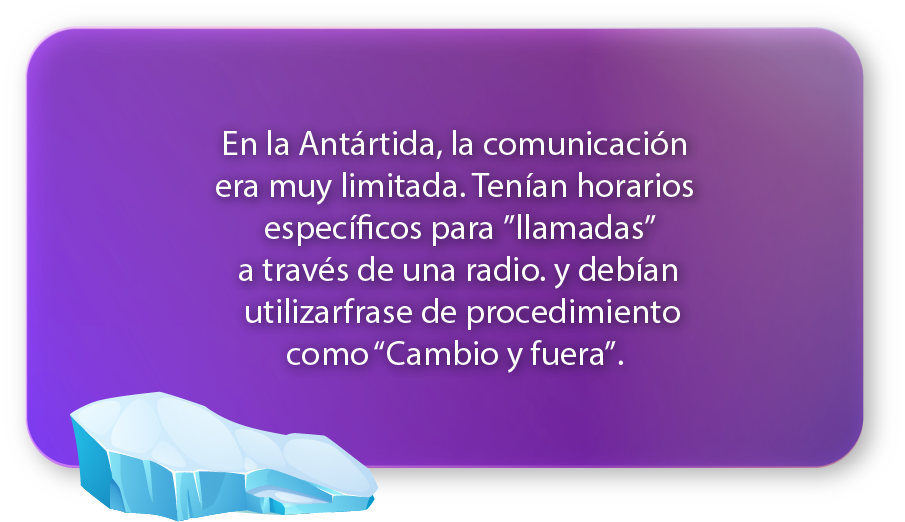 En la Antártida, la comunicación
era muy limitada. Tenían horarios
específicos para ”llamadas”
a través de una radio. y debían
utilizarfrase de procedimiento
como “Cambio y fuera”.